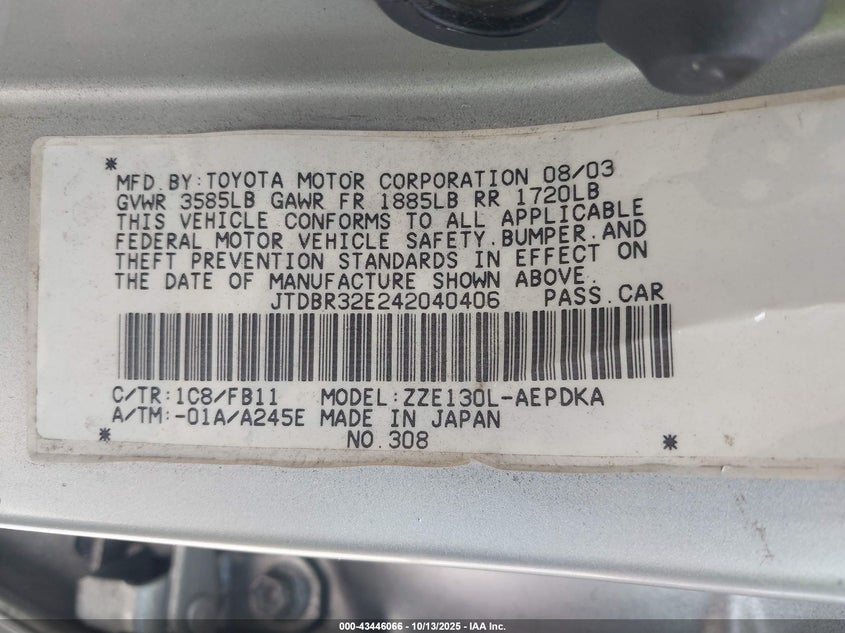 *
MFD.BY:TOYOTA MOTOR CORPORATION 08/03
GVWR 3585LB GAWR FR 1885LB RR 1720LB
THIS VEHICLE CONFORMS TO ALL APPLICABLE
FEDERAL MOTOR VEHICLE SAFETY.BUMPER.AND
THEFT PREVENTION STANDARDS IN EFFECT ON
THE DATE OF MANUFACTURE SHOWN ABOVE.
JTDBR32E242040406 PASS.CAR
C/TR:1C8/FB11 MODEL:ZZE130L-AEPDKA
A/TM:-01A/A245E MADE IN JAPAN
* NO.308 *
000-43446066 | 10/13/2025 - IAA Inc.